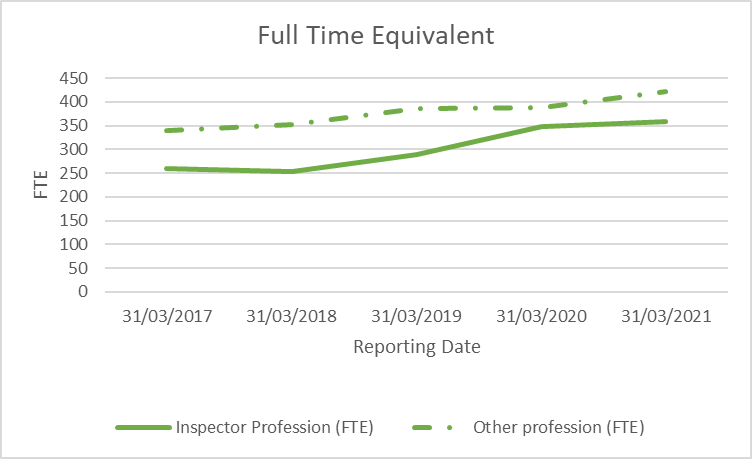 Full Time Equivalent
450
400
350
300
250
200
150
100
50
0
FTE
31/03/2017 31/03/2018 31/03/2019 31/03/2020 31/03/2021
Reporting Date
Inspector Profession (FTE) Other profession (FTE)